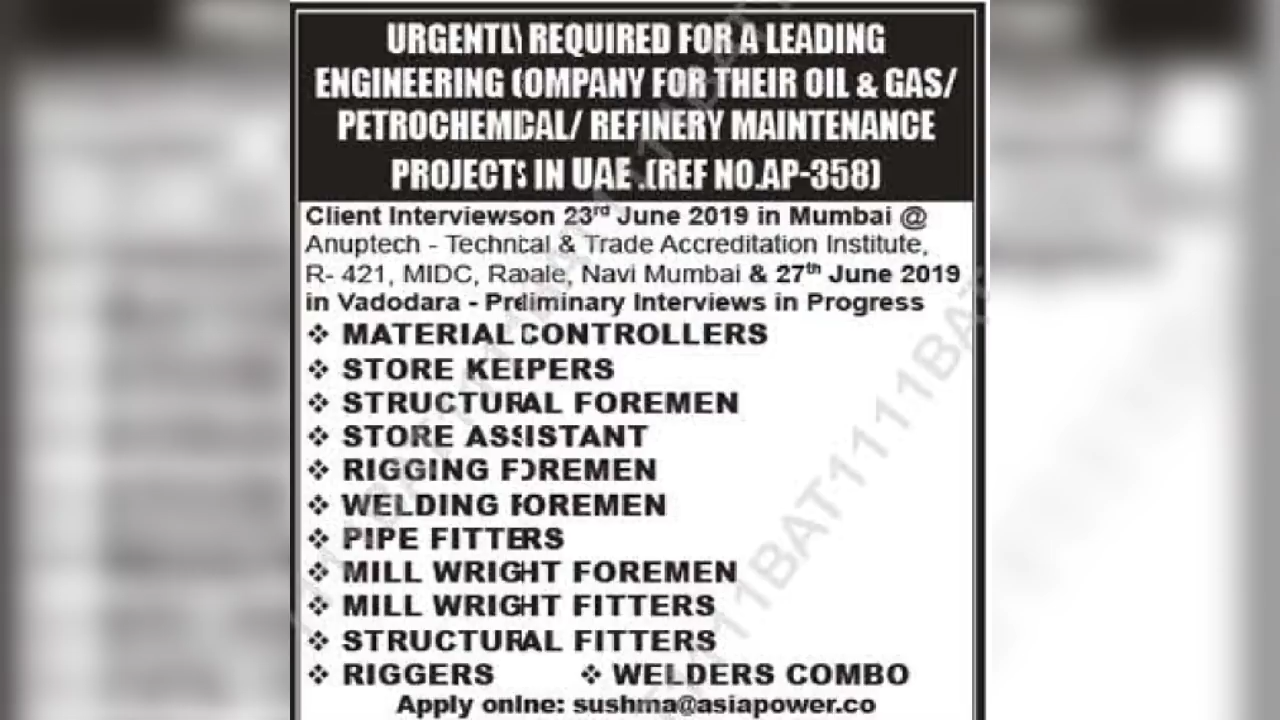 URGENTLY REQUIRED FOR A LEADING
ENGINEERING COMPANY FOR THEIR OIL & GAS/
PETROCHEMICAL/ REFINERY MAINTENANCE
PROJECTS IN UAE .(REF NO.AP-358)
Client Interviewson 23rd June 2019 in Mumbai @
Anuptech - Technical & Trade Accreditation Institute,
R- 421, MIDC, Rabale, Navi Mumbai & 27th June 2019
in Vadodara - Preliminary Interviews in Progress
❖ MATERIAL CONTROLLERS
❖ STORE KEEPERS
❖ STRUCTURAL FOREMEN
❖ STORE ASSISTANT
❖ RIGGING FOREMEN
❖ WELDING FOREMEN
❖ PIPE FITTERS
❖ MILL WRIGHT FOREMEN
❖ MILL WRIGHT FITTERS
❖ STRUCTURAL FITTERS
❖ RIGGERS ❖ WELDERS COMBO
Apply online: sushma@asiapower.co